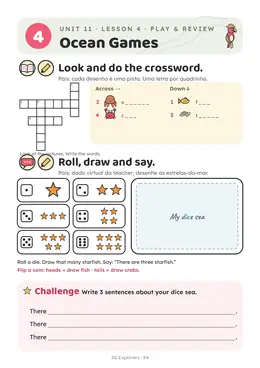 4
UNIT 11 · LESSON 4 · PLAY & REVIEW
Ocean Games
Look and do the crossword.
Pais: cada desenho é uma pista. Uma letra por quadrinho.
Across
Down
2
1
f
4
3
Look at the pictures. Write the words.
Roll, draw and say.
Pais: dado virtual da teacher; desenhe as estrelas-do-mar.
My dice sea
Roll a die. Draw that many starfish. Say: "There are three starfish."
Flip a coin: heads = draw fish · tails = draw crabs.
Challenge Write 3 sentences about your dice sea.
There
There
There